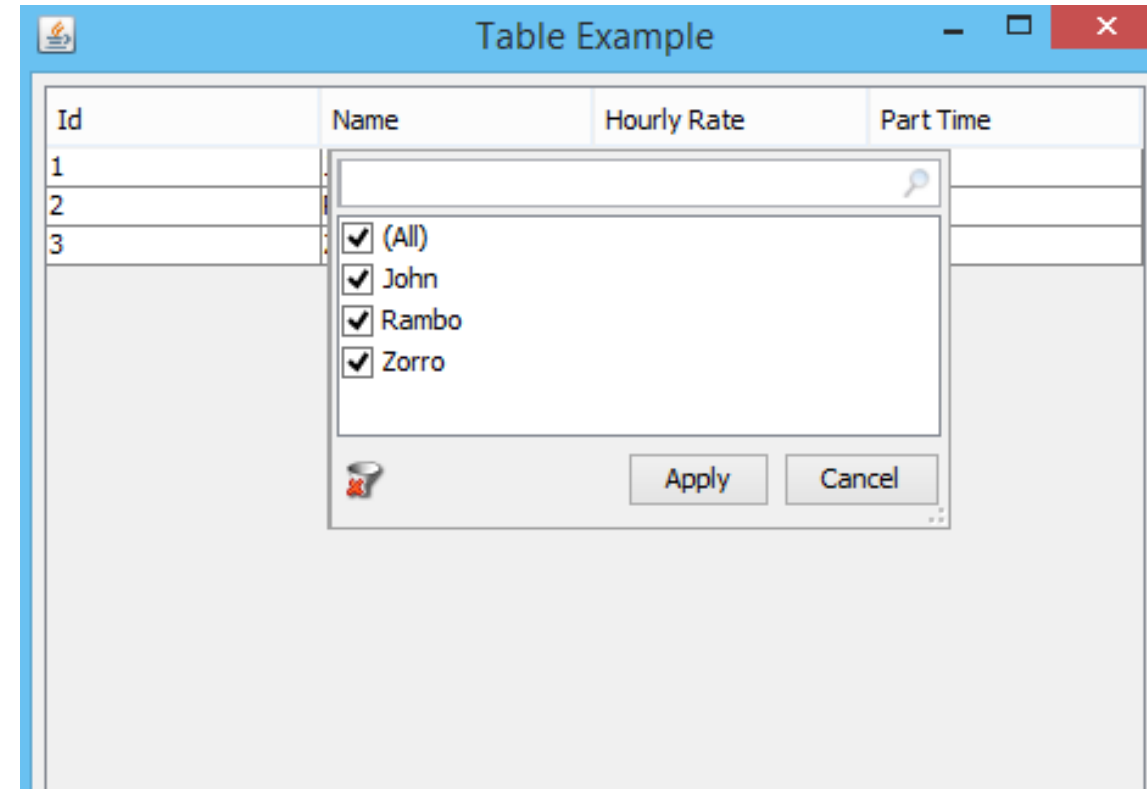 Table Example
Id Name Hourly Rate Part Time
1
2
3
(All)
John
Rambo
Zorro
Apply Cancel